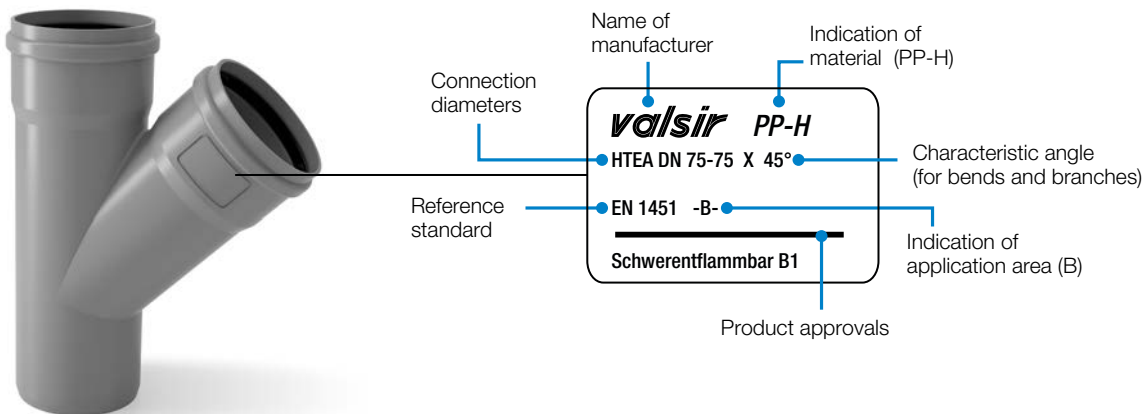 Name of
manufacturer
Indication of
material (PP-H)
Connection
diameters
valsir PP-H
HTEA DN 75-75 X 45°
Characteristic angle
(for bends and branches)
Reference
standard
EN 1451 -B-
Indication of
application area (B)
Schwerentflammbar B1
Product approvals